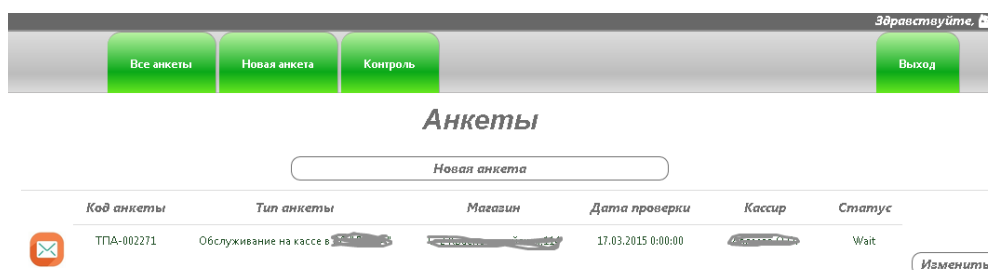 Здравствуйте,
Все анкеты Новая анкета Контроль Выход
Анкеты
Новая анкета
Код анкеты Тип анкеты Магазин Дата проверки Кассир Статус
ТПА-002271 Обслуживание на кассе в 17.03.2015 0:00:00 Wait
Изменить